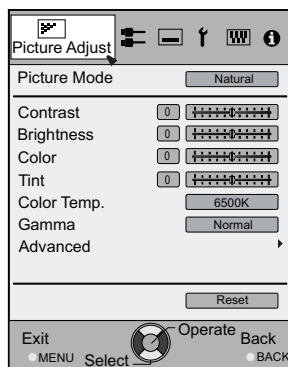 Picture Adjust
Picture Mode Natural
Contrast 0
Brightness 0
Color 0
Tint 0
Color Temp. 6500K
Gamma Normal
Advanced
Reset
Exit Operate Back
MENU Select BACK